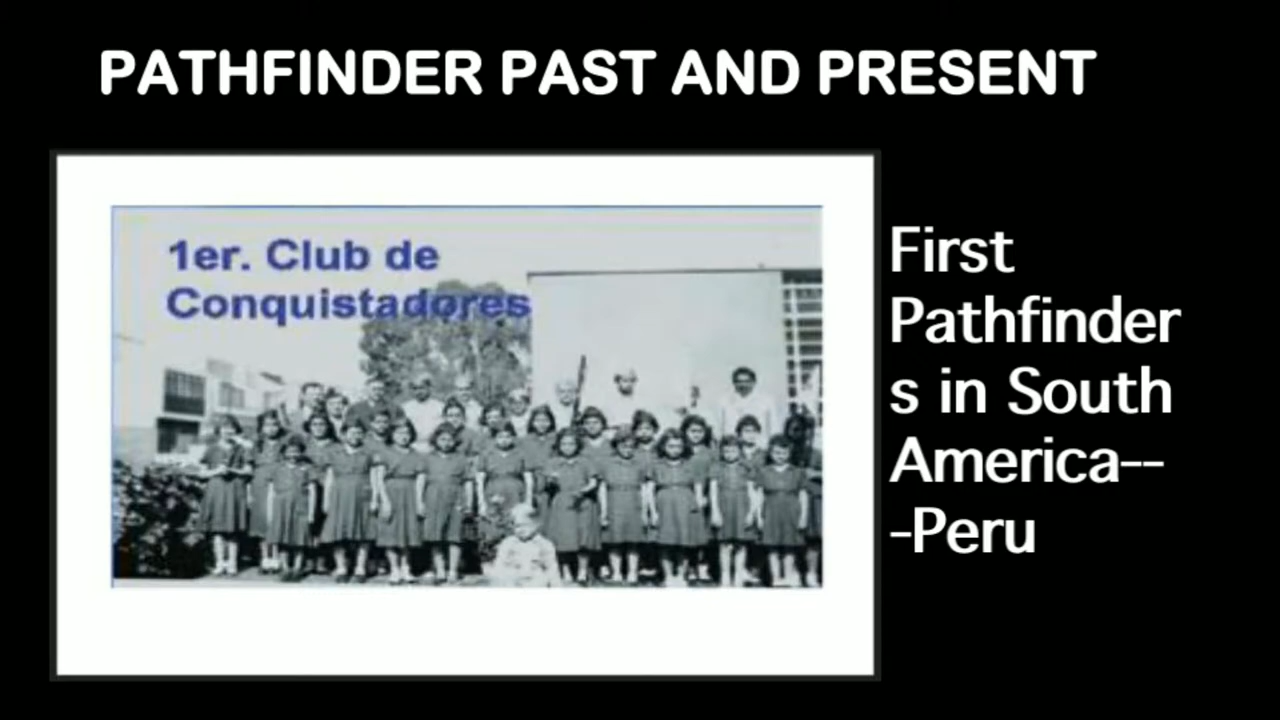 PATHFINDER PAST AND PRESENT
1er. Club de
Conquistadores
First
Pathfinder
s in South
America--
-Peru